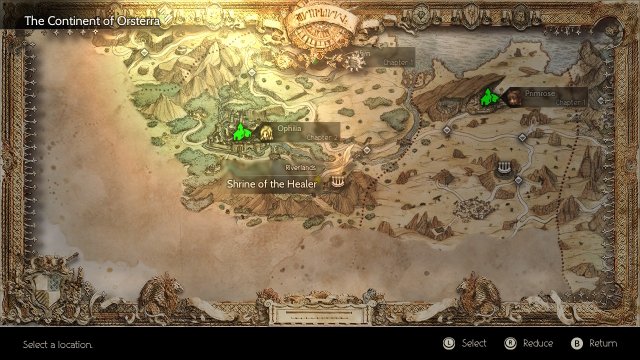 The Continent of Orsterra
Chapter 1
Primrose
Chapter 1
Ophilia
Chapter 2
Riverlands
Shrine of the Healer
Select a location.
L Select
R Reduce
B Return